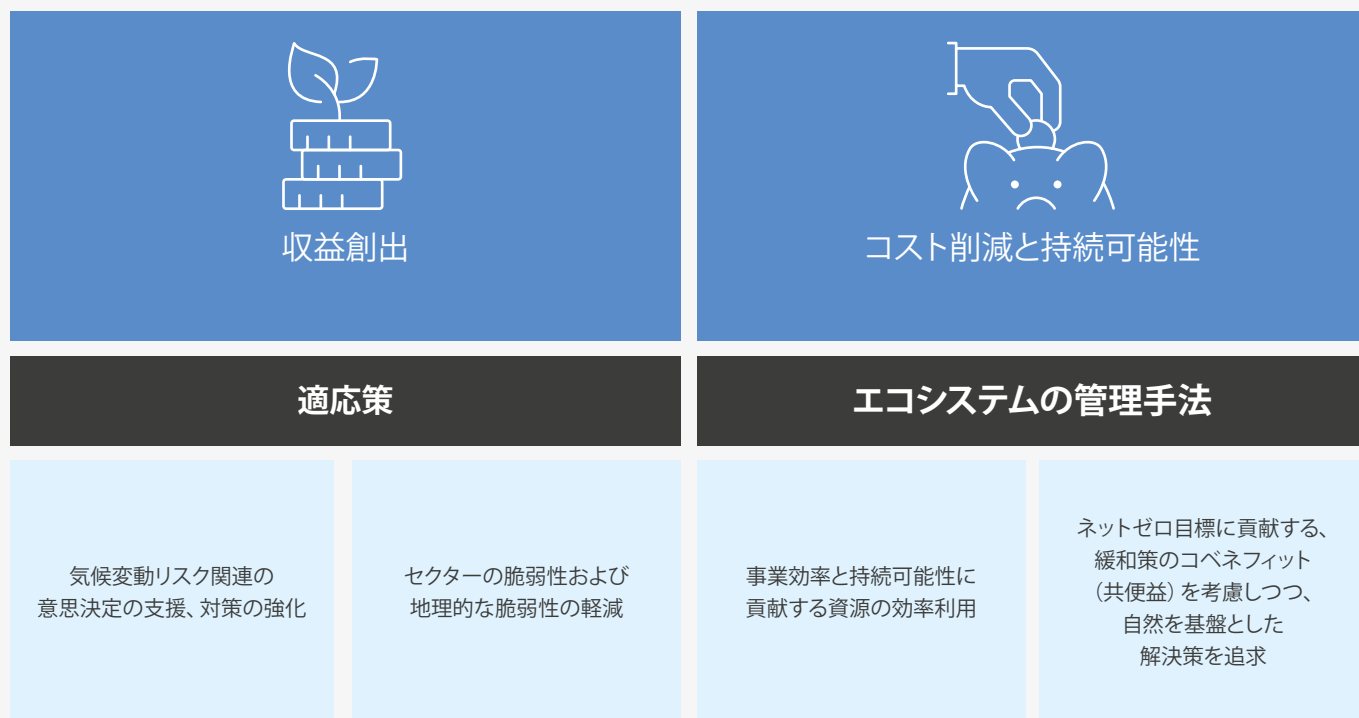 収益創出
コスト削減と持続可能性
適応策
エコシステムの管理手法
気候変動リスク関連の
意思決定の支援、対策の強化
セクターの脆弱性および
地理的な脆弱性の軽減
事業効率と持続可能性に
貢献する資源の効率利用
ネットゼロ目標に貢献する、
緩和策のコベネフィット
（共便益）を考慮しつつ、
自然を基盤とした
解決策を追求